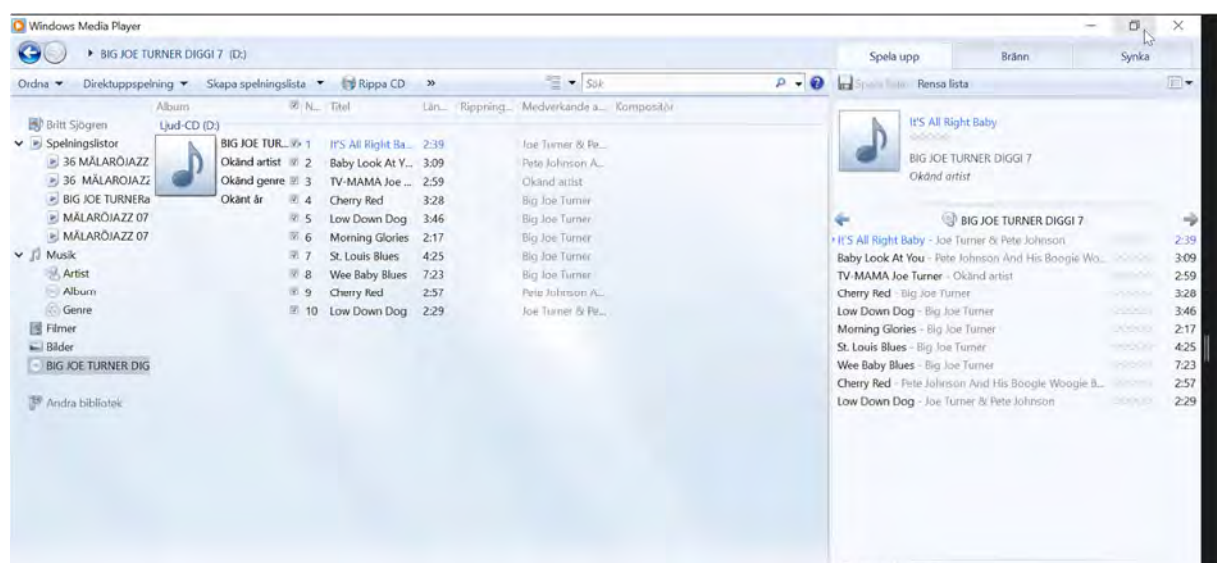 Windows Media Player
BIG JOE TURNER DIGGI 7 (D:)
Spela upp Bränn Synka
Ordna Direktuppspelning Skapa spelningslista Rippa CD » Sök Spela lista Rensa lista
Album N... Titel Län... Rippning... Medverkande a... Kompositör
Britt Sjögren
Ljud-CD (D:)
Spelningslistor
36 MÄLARÖJAZZ
36 MÄLARÖJAZZ
BIG JOE TURNERa
MÄLARÖJAZZ 07
MÄLARÖJAZZ 07
Musik
Artist
Album
Genre
Filmer
Bilder
BIG JOE TURNER DIG
Andra bibliotek
BIG JOE TUR...
Okänd artist
Okänd genre
Okänt år
1 It'S All Right Ba... 2:39 Joe Turner & Pe...
2 Baby Look At Y... 3:09 Pete Johnson A...
3 TV-MAMA Joe ... 2:59 Okänd artist
4 Cherry Red 3:28 Big Joe Turner
5 Low Down Dog 3:46 Big Joe Turner
6 Morning Glories 2:17 Big Joe Turner
7 St. Louis Blues 4:25 Big Joe Turner
8 Wee Baby Blues 7:23 Big Joe Turner
9 Cherry Red 2:57 Pete Johnson A...
10 Low Down Dog 2:29 Joe Turner & Pe...
It'S All Right Baby
BIG JOE TURNER DIGGI 7
Okänd artist
BIG JOE TURNER DIGGI 7
It'S All Right Baby - Joe Turner & Pete Johnson 2:39
Baby Look At You - Pete Johnson And His Boogie Wo... 3:09
TV-MAMA Joe Turner - Okänd artist 2:59
Cherry Red - Big Joe Turner 3:28
Low Down Dog - Big Joe Turner 3:46
Morning Glories - Big Joe Turner 2:17
St. Louis Blues - Big Joe Turner 4:25
Wee Baby Blues - Big Joe Turner 7:23
Cherry Red - Pete Johnson And His Boogie Woogie B... 2:57
Low Down Dog - Joe Turner & Pete Johnson 2:29